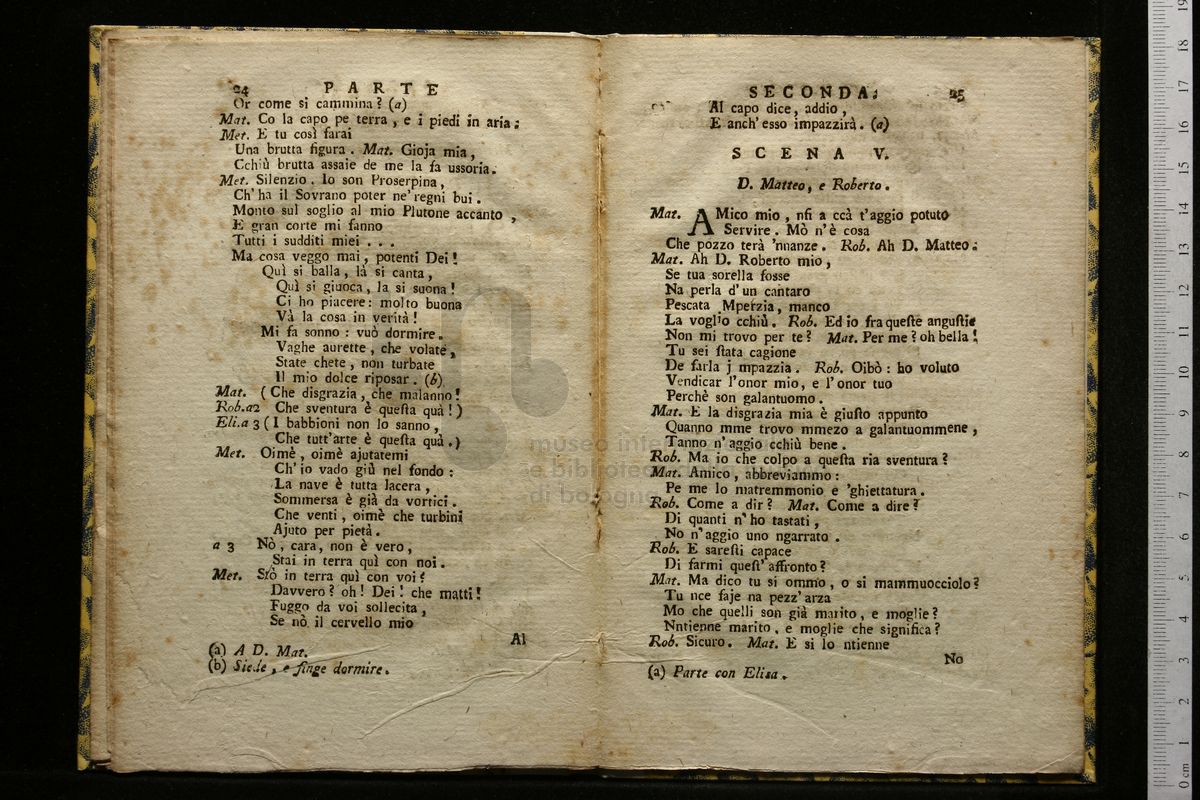 24 PARTE
Or come si cammina? (a)
Mat. Co la capo pe terra, e i piedi in aria:
Met. E tu così farai
Una brutta figura. Mat. Gioja mia,
Cchiù brutta assaie de me la fa ussoria.
Met. Silenzio. Io son Proserpina,
Ch'ha il Sovrano poter ne'regni bui.
Monto sul soglio al mio Plutone accanto,
E gran corte mi fanno
Tutti i sudditi miei . . .
Ma cosa veggo mai, potenti Dei!
Quì si balla, là si canta,
Quì si giuoca, la si suona!
Ci ho piacere: molto buona
Và la cosa in verità!
Mi fa sonno: vuò dormire.
Vaghe aurette, che volate,
State chete, non turbate
Il mio dolce riposar. (b)
Mat. (Che disgrazia, che malanno!
Rob.a2 Che sventura è questa quà!)
Eli.a 3 (I babbioni non lo sanno,
Che tutt'arte è questa quà.)
Met. Oimè, oimè ajutatemi
Ch'io vado giù nel fondo:
La nave è tutta lacera,
Sommersa è già da vortici.
Che venti, oimè che turbini
Ajuto per pietà.
a 3 Nò, cara, non è vero,
Stai in terra quì con noi.
Met. Stò in terra quì con voi?
Davvero? oh! Dei! che matti!
Fuggo da voi sollecita,
Se nò il cervello mio
Al
(a) A D. Mat.
(b) Siede, e finge dormire.
SECONDA. 25
Al capo dice, addio,
E anch'esso impazzirà. (a)
SCENA V.
D. Matteo, e Roberto.
Mat. AMico mio, nfi a ccà t'aggio potuto
Servire. Mò n'è cosa
Che pozzo terà 'nnanze. Rob. Ah D. Matteo.
Mat. Ah D. Roberto mio,
Se tua sorella fosse
Na perla d'un cantaro
Pescata Mperzia, manco
La voglio cchiù. Rob. Ed io fra queste angustie
Non mi trovo per te? Mat. Per me? oh bella!
Tu sei stata cagione
De farla j mpazzia. Rob. Oibò: ho voluto
Vendicar l'onor mio, e l'onor tuo
Perchè son galantuomo.
Mat. E la disgrazia mia è giusto appunto
Quanno mme trovo mmezo a galantuommene,
Tanno n'aggio cchiù bene.
Rob. Ma io che colpo a questa ria sventura?
Mat. Amico, abbreviammo:
Pe me lo matremmonio e 'ghiettatura.
Rob. Come a dir? Mat. Come a dire?
Di quanti n'ho tastati,
No n'aggio uno ngarrato.
Rob. E saresti capace
Di farmi quest'affronto?
Mat. Ma dico tu si ommo, o si mammuocciolo?
Tu nce faje na pezz'arza
Mo che quelli son già marito, e moglie?
Nntienne marito, e moglie che significa?
Rob. Sicuro. Mat. E si lo ntienne
No
(a) Parte con Elisa.